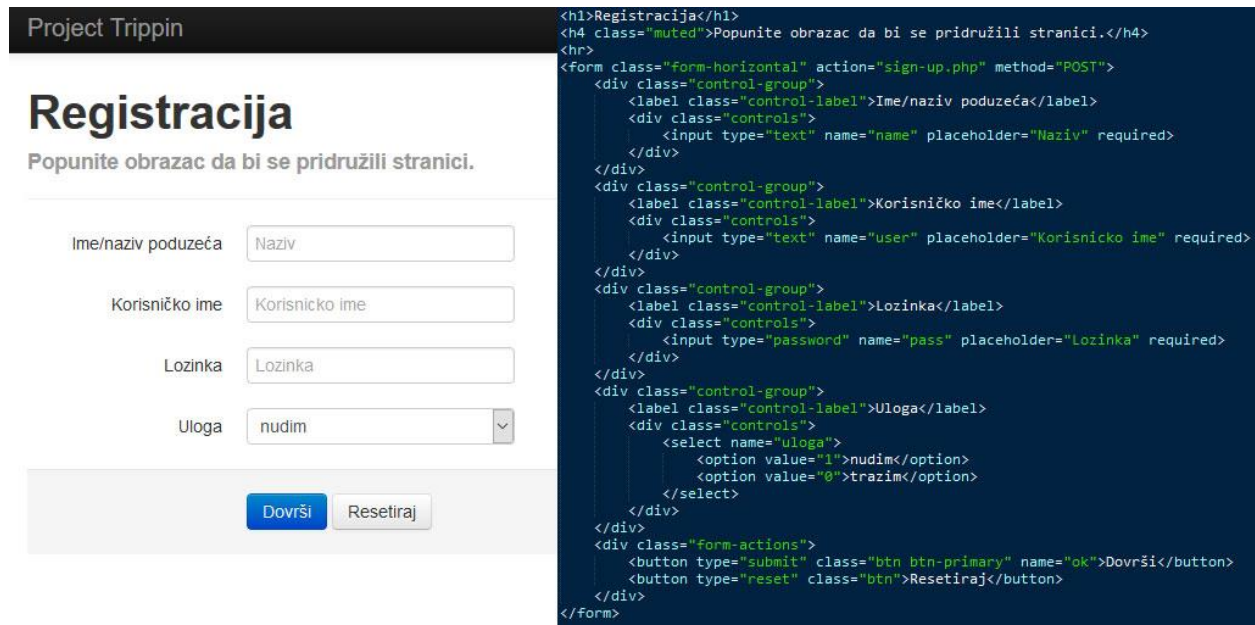 Project Trippin
Registracija
Popunite obrazac da bi se pridružili stranici.
Ime/naziv poduzeća
Naziv
Korisničko ime
Korisnicko ime
Lozinka
Lozinka
Uloga
nudim
Dovrši
Resetiraj
<h1>Registracija</h1>
<h4 class="muted">Popunite obrazac da bi se pridružili stranici.</h4>
<hr>
<form class="form-horizontal" action="sign-up.php" method="POST">
<div class="control-group">
<label class="control-label">Ime/naziv poduzeća</label>
<div class="controls">
<input type="text" name="name" placeholder="Naziv" required>
</div>
</div>
<div class="control-group">
<label class="control-label">Korisničko ime</label>
<div class="controls">
<input type="text" name="user" placeholder="Korisnicko ime" required>
</div>
</div>
<div class="control-group">
<label class="control-label">Lozinka</label>
<div class="controls">
<input type="password" name="pass" placeholder="Lozinka" required>
</div>
</div>
<div class="control-group">
<label class="control-label">Uloga</label>
<div class="controls">
<select name="uloga">
<option value="1">nudim</option>
<option value="0">trazim</option>
</select>
</div>
</div>
<div class="form-actions">
<button type="submit" class="btn btn-primary" name="ok">Dovrši</button>
<button type="reset" class="btn">Resetiraj</button>
</div>
</form>